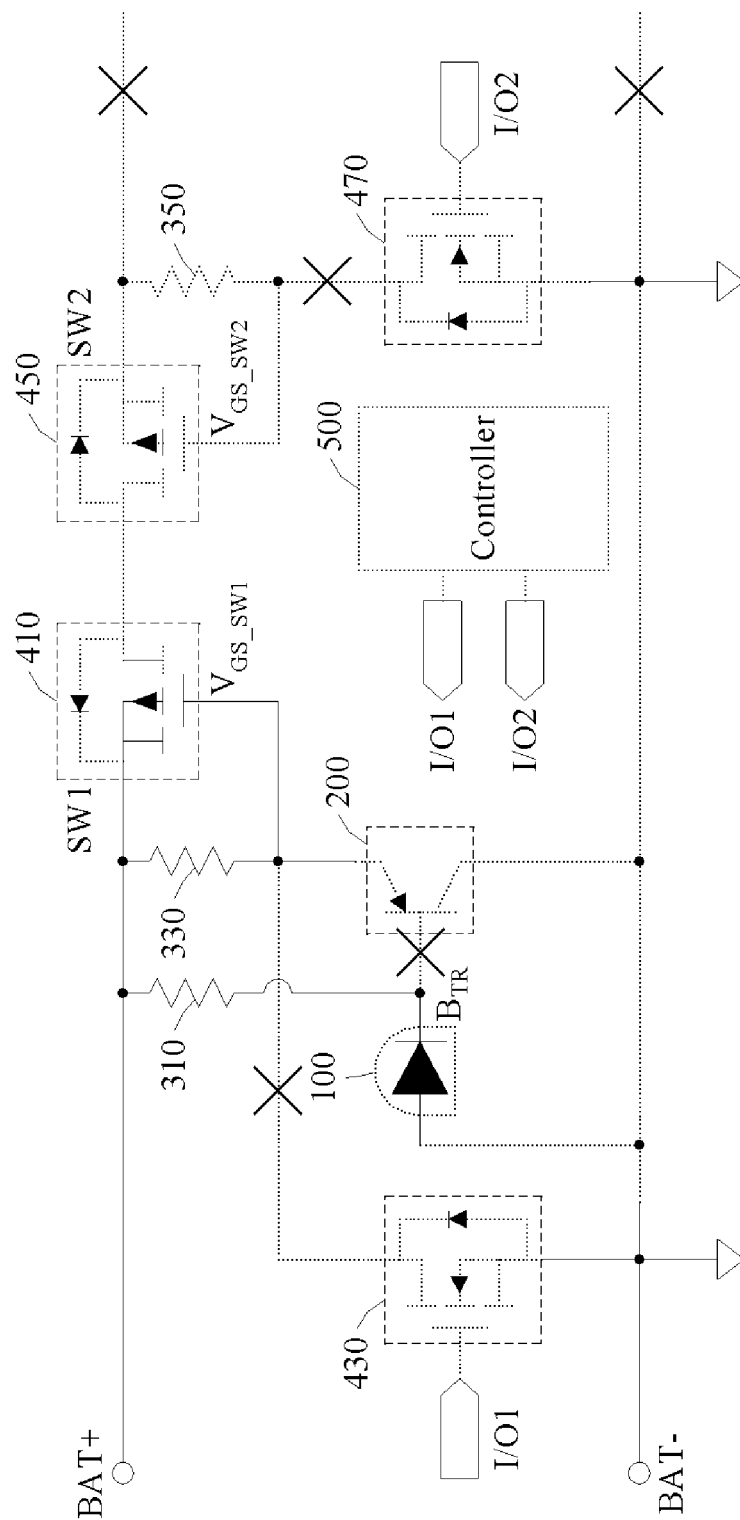 BAT+
310
330
SW1
410
V_GS_SW1
450
SW2
V_GS_SW2
350
100
B_TR
200
I/O1
I/O2
500
Controller
430
I/O1
470
I/O2
BAT-